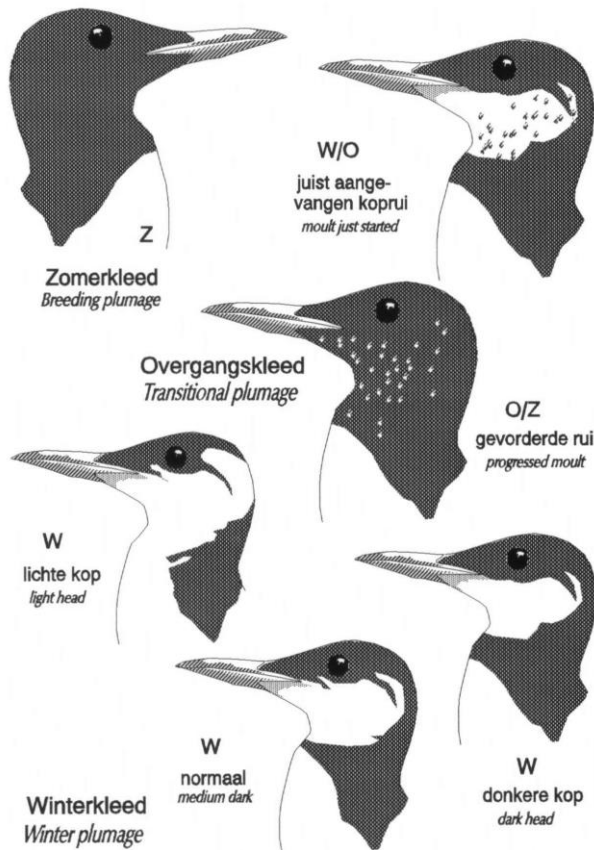 W/O
juist aange-
vangen koprui
moult just started
Z
Zomerkleed
Breeding plumage
Overgangskleed
Transitional plumage
O/Z
gevorderde rui
progressed moult
W
lichte kop
light head
W
normaal
medium dark
W
donkere kop
dark head
Winterkleed
Winter plumage